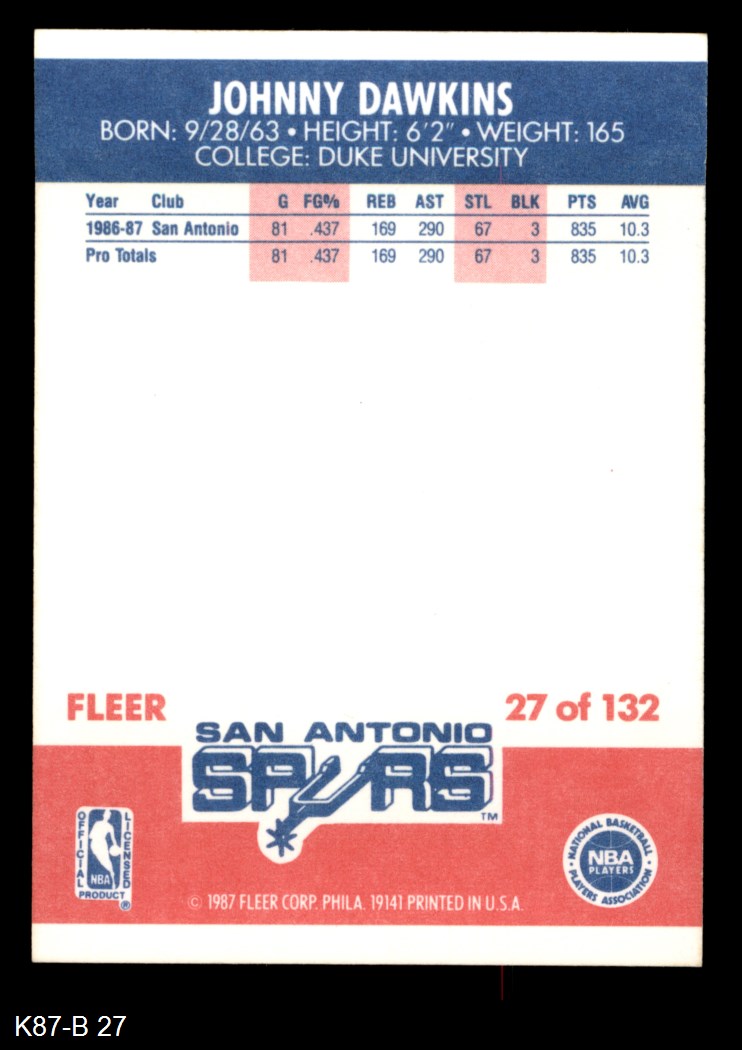 JOHNNY DAWKINS
BORN: 9/28/63 • HEIGHT: 6'2" • WEIGHT: 165
COLLEGE: DUKE UNIVERSITY
Year Club G FG% REB AST STL BLK PTS AVG
1986-87 San Antonio 81 .437 169 290 67 3 835 10.3
Pro Totals 81 .437 169 290 67 3 835 10.3
FLEER 27 of 132
SAN ANTONIO
SPURS
TM
OFFICIAL LICENSED
NBA
PRODUCT ®
• NATIONAL BASKETBALL •
NBA
PLAYERS
PLAYERS ASSOCIATION
© 1987 FLEER CORP. PHILA. 19141 PRINTED IN U.S.A.
K87-B 27